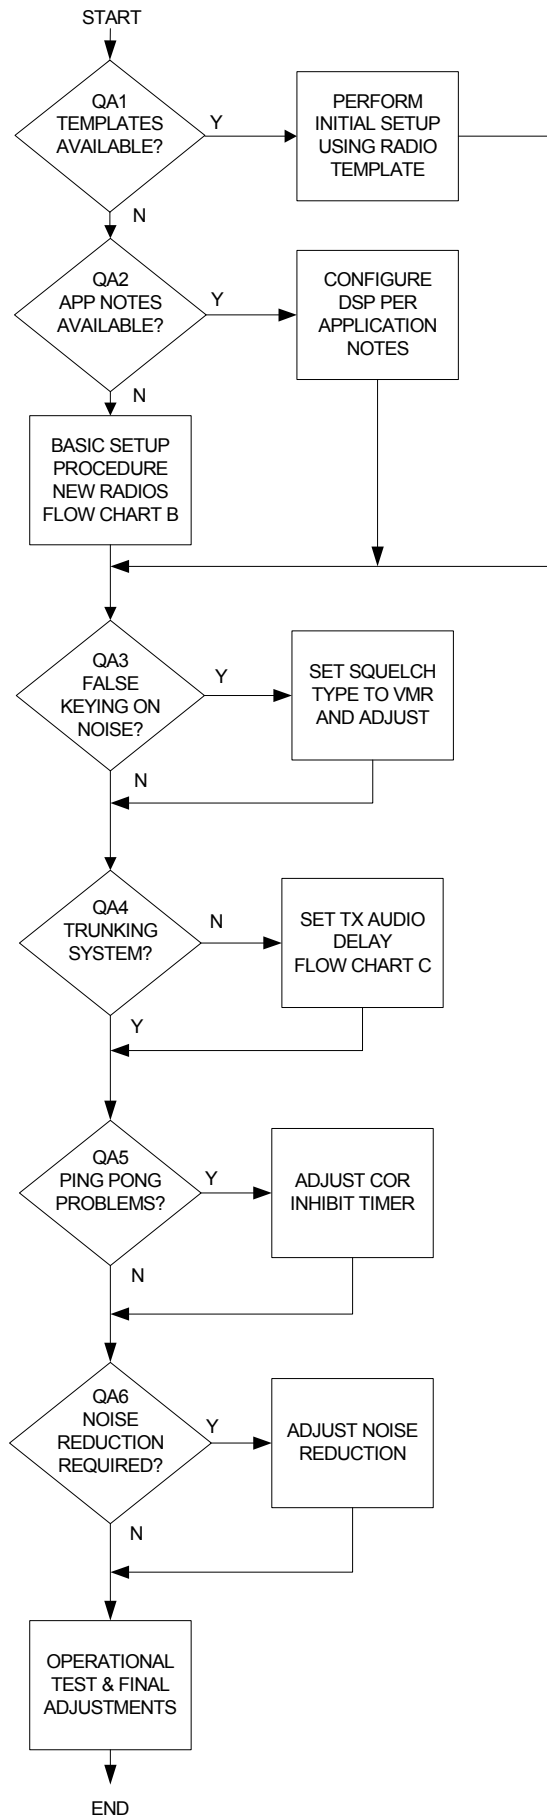 START
QA1
TEMPLATES
AVAILABLE?
Y
PERFORM
INITIAL SETUP
USING RADIO
TEMPLATE
N
QA2
APP NOTES
AVAILABLE?
Y
CONFIGURE
DSP PER
APPLICATION
NOTES
N
BASIC SETUP
PROCEDURE
NEW RADIOS
FLOW CHART B
QA3
FALSE
KEYING ON
NOISE?
Y
SET SQUELCH
TYPE TO VMR
AND ADJUST
N
QA4
TRUNKING
SYSTEM?
N
SET TX AUDIO
DELAY
FLOW CHART C
Y
QA5
PING PONG
PROBLEMS?
Y
ADJUST COR
INHIBIT TIMER
N
QA6
NOISE
REDUCTION
REQUIRED?
Y
ADJUST NOISE
REDUCTION
N
OPERATIONAL
TEST & FINAL
ADJUSTMENTS
END